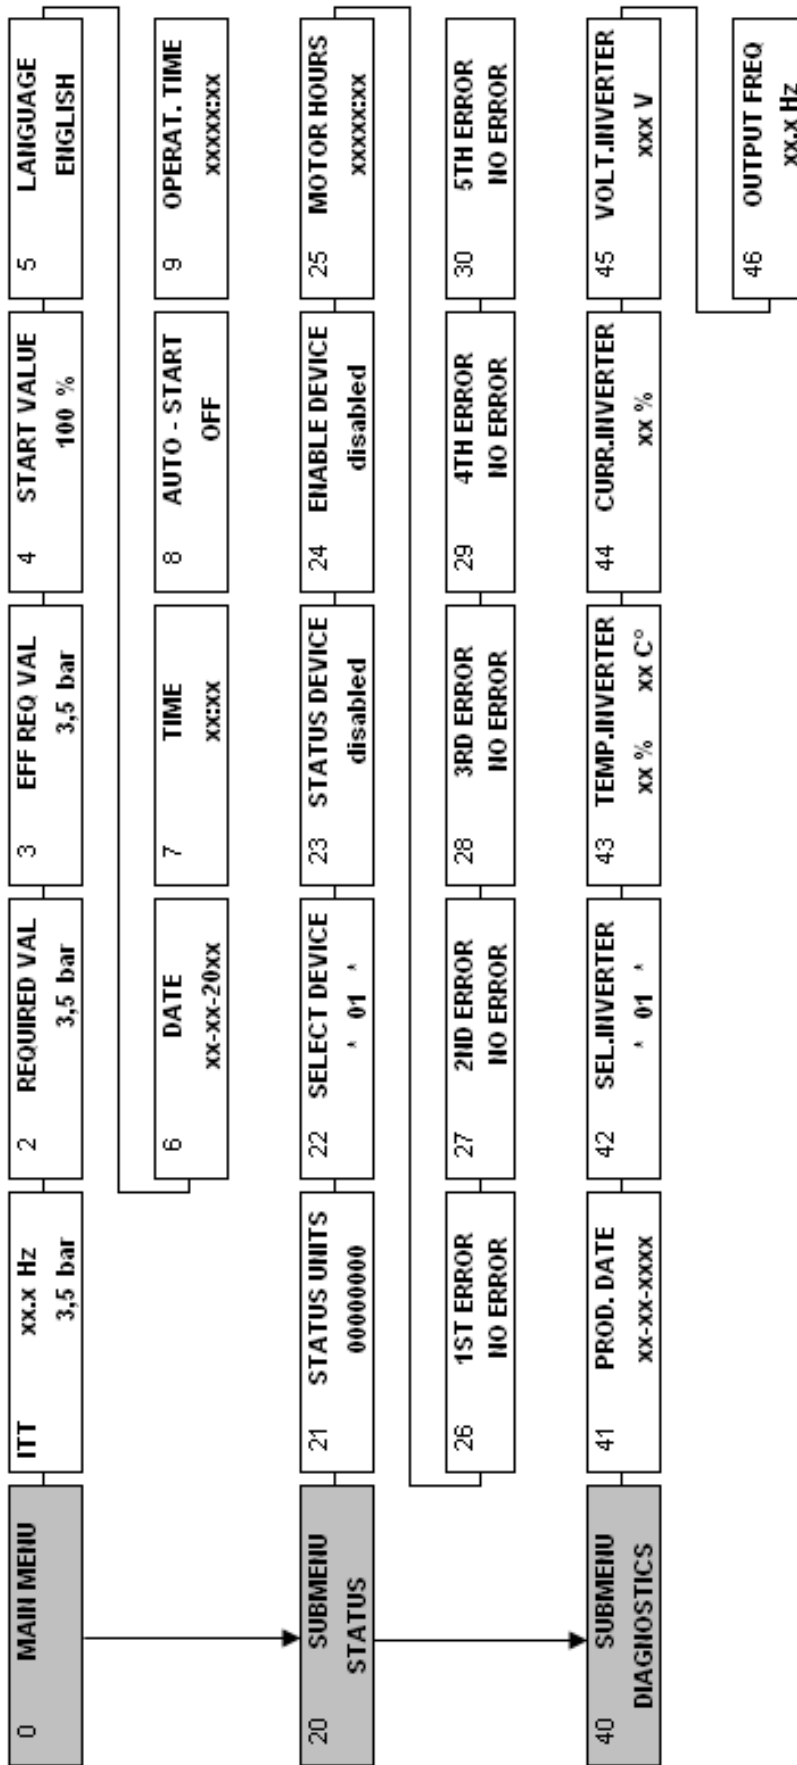 0 MAIN MENU
ITT xx.x Hz
3,5 bar
2 REQUIRED VAL
3,5 bar
3 EFF REQ VAL
3,5 bar
4 START VALUE
100 %
5 LANGUAGE
ENGLISH
6 DATE
xx-xx-20xx
7 TIME
xx:xx
8 AUTO - START
OFF
9 OPERAT. TIME
xxxxx:xx
20 SUBMENU
STATUS
21 STATUS UNITS
00000000
22 SELECT DEVICE
* 01 *
23 STATUS DEVICE
disabled
24 ENABLE DEVICE
disabled
25 MOTOR HOURS
xxxxx:xx
26 1ST ERROR
NO ERROR
27 2ND ERROR
NO ERROR
28 3RD ERROR
NO ERROR
29 4TH ERROR
NO ERROR
30 5TH ERROR
NO ERROR
40 SUBMENU
DIAGNOSTICS
41 PROD. DATE
xx-xx-xxxx
42 SEL.INVERTER
* 01 *
43 TEMP.INVERTER
xx % xx C°
44 CURR.INVERTER
xx %
45 VOLT.INVERTER
xxx V
46 OUTPUT FREQ
xx.x Hz